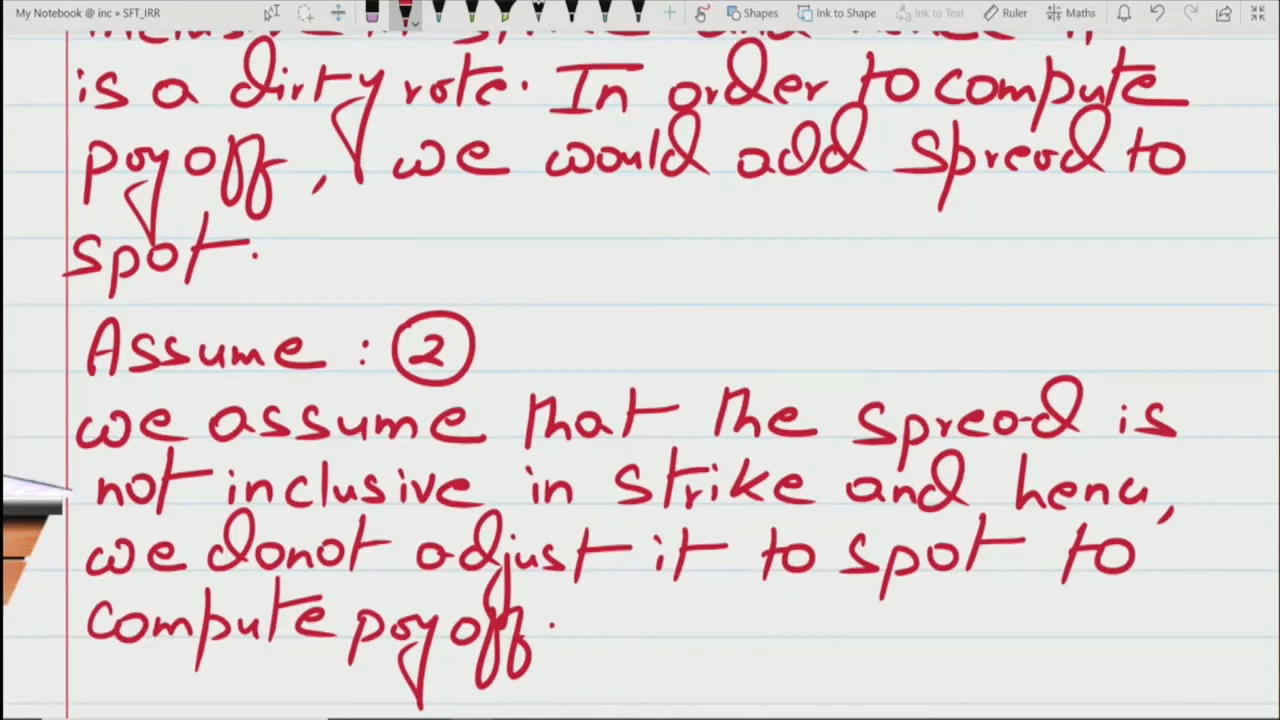 My Notebook @ inc » SFT_IRR
Shapes
Ink to Shape
Ink to Text
Ruler
Maths
is a dirty rate. In order to compute
payoff, we would add spread to
spot.
Assume : 2
we assume that the spread is
not inclusive in strike and henu,
we donot adjust it to spot to
compute payoff.